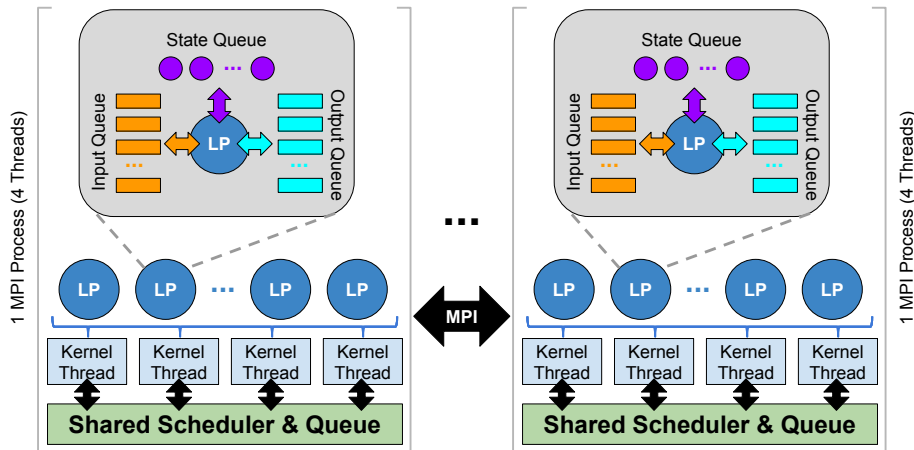 1 MPI Process (4 Threads)
State Queue
...
Input Queue
LP
Output Queue
...
...
LP
LP
...
LP
LP
Kernel
Thread
Kernel
Thread
Kernel
Thread
Kernel
Thread
Shared Scheduler & Queue
...
MPI
State Queue
...
Input Queue
LP
Output Queue
...
...
LP
LP
...
LP
LP
Kernel
Thread
Kernel
Thread
Kernel
Thread
Kernel
Thread
Shared Scheduler & Queue
1 MPI Process (4 Threads)